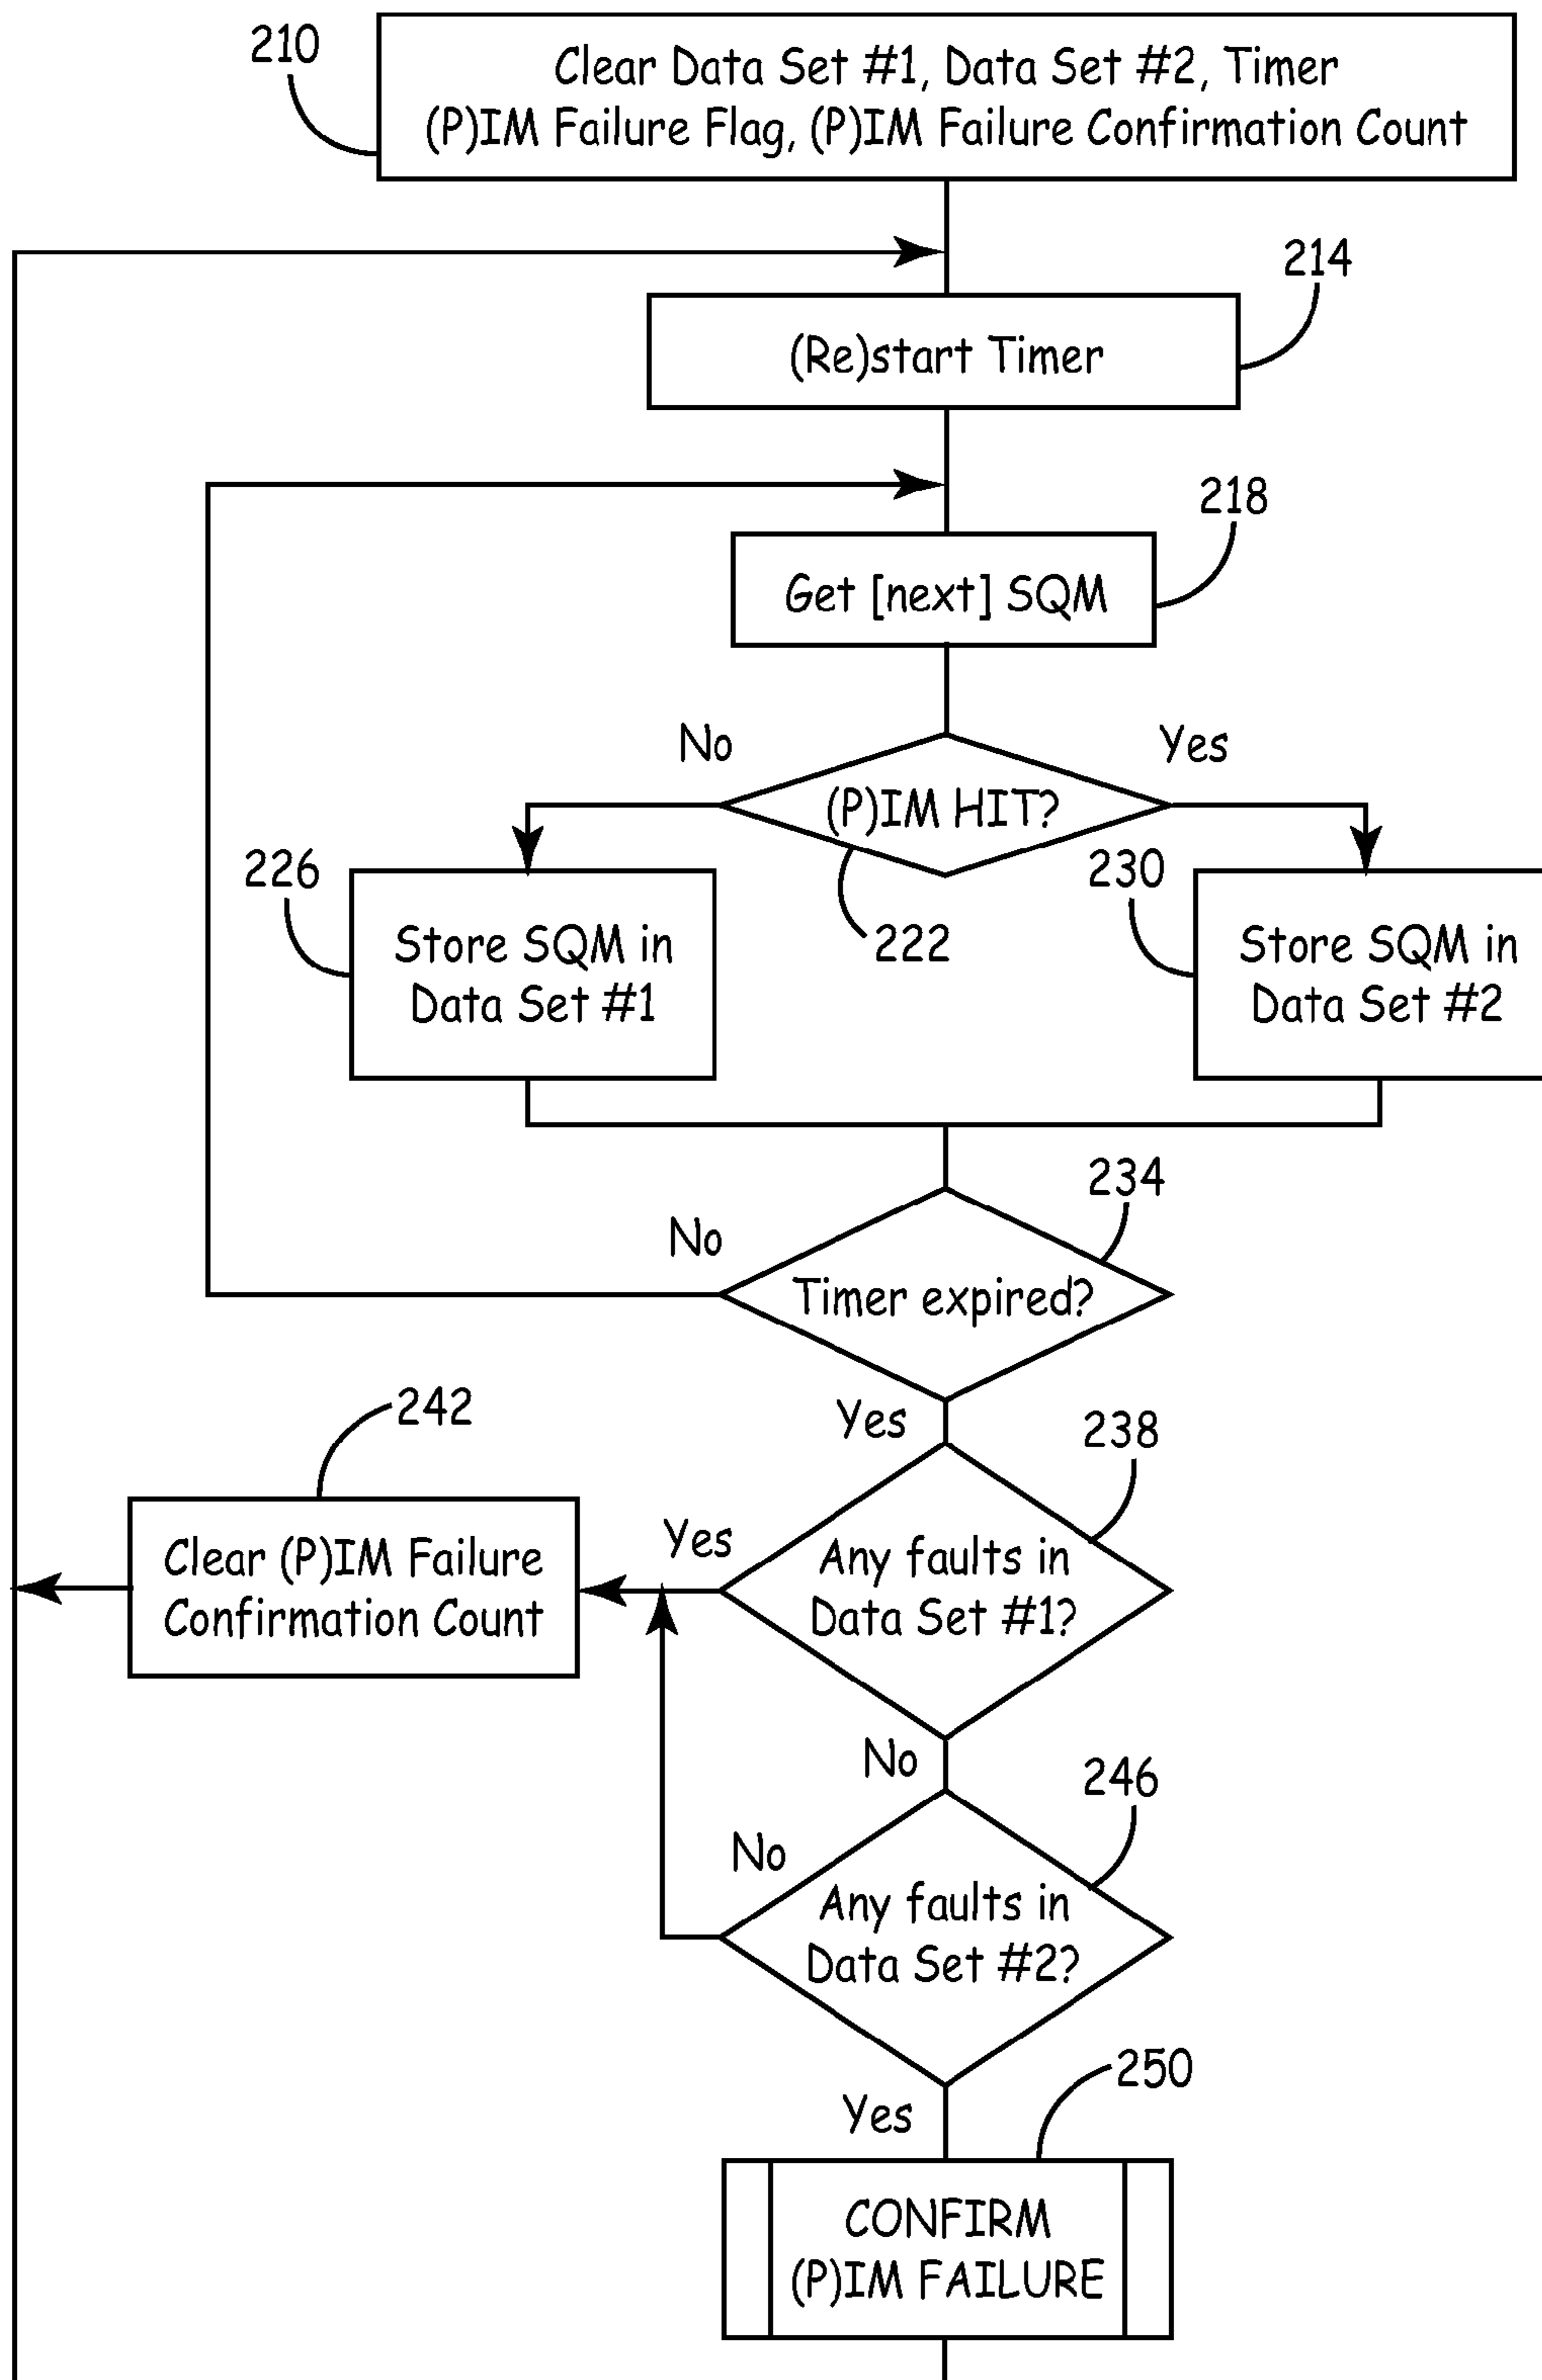 210
Clear Data Set #1, Data Set #2, Timer
(P)IM Failure Flag, (P)IM Failure Confirmation Count
214
(Re)start Timer
218
Get [next] SQM
No
Yes
(P)IM HIT?
222
226
Store SQM in
Data Set #1
230
Store SQM in
Data Set #2
234
No
Timer expired?
Yes
242
238
Clear (P)IM Failure
Confirmation Count
Yes
Any faults in
Data Set #1?
No
246
No
Any faults in
Data Set #2?
250
Yes
CONFIRM
(P)IM FAILURE